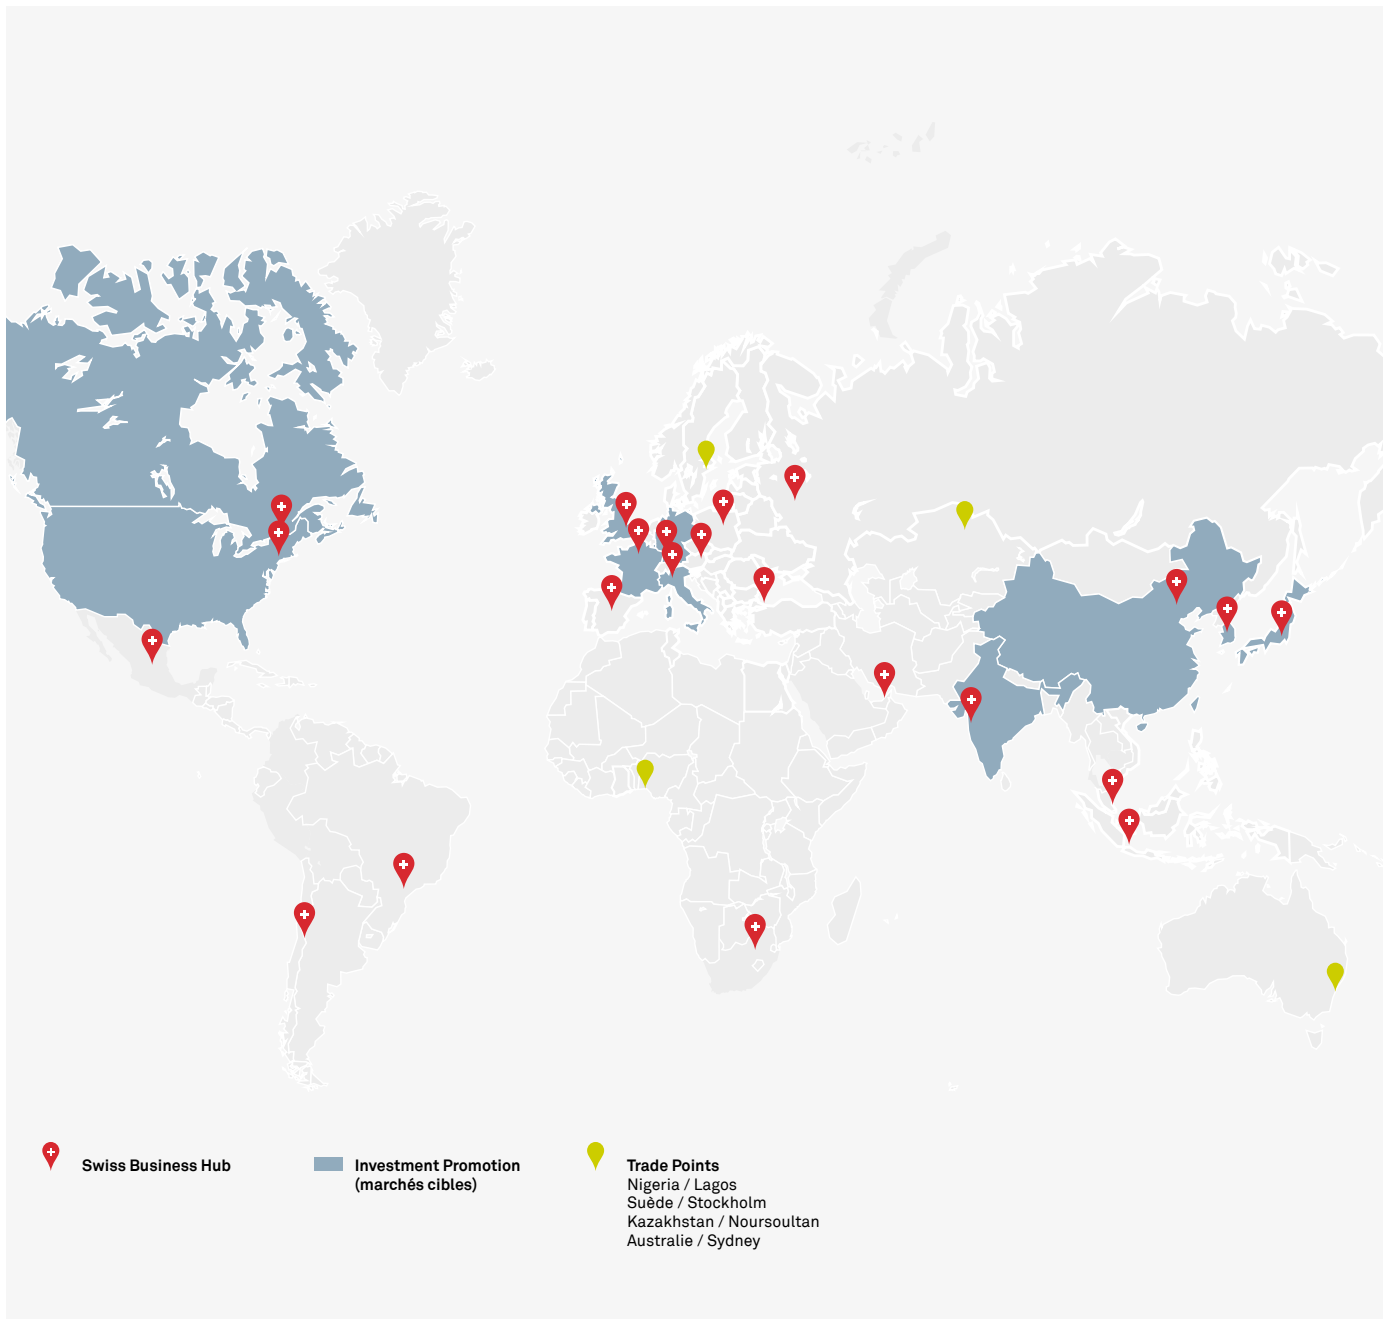 Swiss Business Hub
Investment Promotion
(marchés cibles)
Trade Points
Nigeria / Lagos
Suède / Stockholm
Kazakhstan / Noursoultan
Australie / Sydney